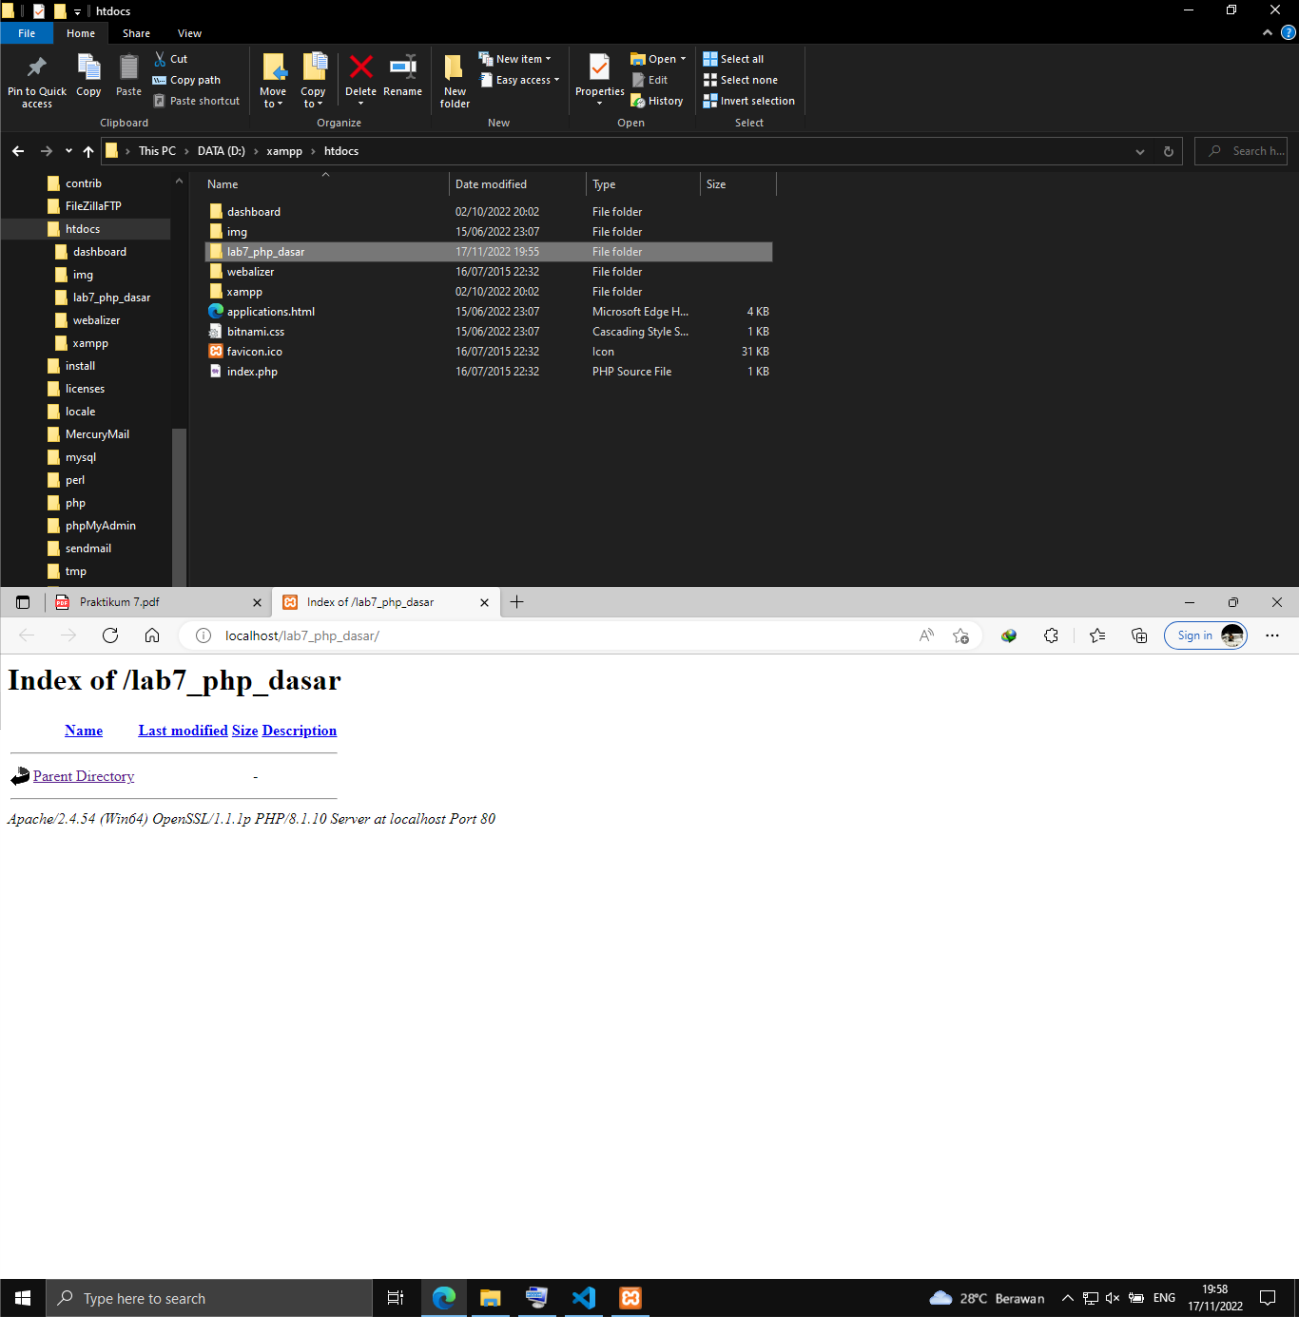 htdocs
File Home Share View
Pin to Quick access
Copy
Paste
Cut
Copy path
Paste shortcut
Clipboard
Move to
Copy to
Delete
Rename
Organize
New folder
New item
Easy access
New
Properties
Open
Edit
History
Open
Select all
Select none
Invert selection
Select
This PC > DATA (D:) > xampp > htdocs
Search h...
contrib
FileZillaFTP
htdocs
dashboard
img
lab7_php_dasar
webalizer
xampp
install
licenses
locale
MercuryMail
mysql
perl
php
phpMyAdmin
sendmail
tmp
Name Date modified Type Size
dashboard 02/10/2022 20:02 File folder
img 15/06/2022 23:07 File folder
lab7_php_dasar 17/11/2022 19:55 File folder
webalizer 16/07/2015 22:32 File folder
xampp 02/10/2022 20:02 File folder
applications.html 15/06/2022 23:07 Microsoft Edge H... 4 KB
bitnami.css 15/06/2022 23:07 Cascading Style S... 1 KB
favicon.ico 16/07/2015 22:32 Icon 31 KB
index.php 16/07/2015 22:32 PHP Source File 1 KB
PDF Praktikum 7.pdf
Index of /lab7_php_dasar
localhost/lab7_php_dasar/
Sign in
Index of /lab7_php_dasar
Name Last modified Size Description
Parent Directory -
Apache/2.4.54 (Win64) OpenSSL/1.1.1p PHP/8.1.10 Server at localhost Port 80
Type here to search
28°C Berawan
ENG
19:58
17/11/2022